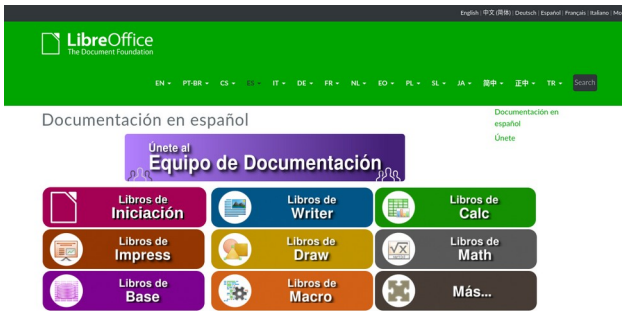 English | 中文 (简体) | Deutsch | Español | Français | Italiano | Mo
LibreOffice
The Document Foundation
EN PT-BR CS ES IT DE FR NL EO PL SL JA 简中 正中 TR Search
Documentación en español
Documentación en
español
Únete
Únete al
Equipo de Documentación
Libros de
Iniciación
Libros de
Writer
Libros de
Calc
Libros de
Impress
Libros de
Draw
Libros de
Math
Libros de
Base
Libros de
Macro
Más...